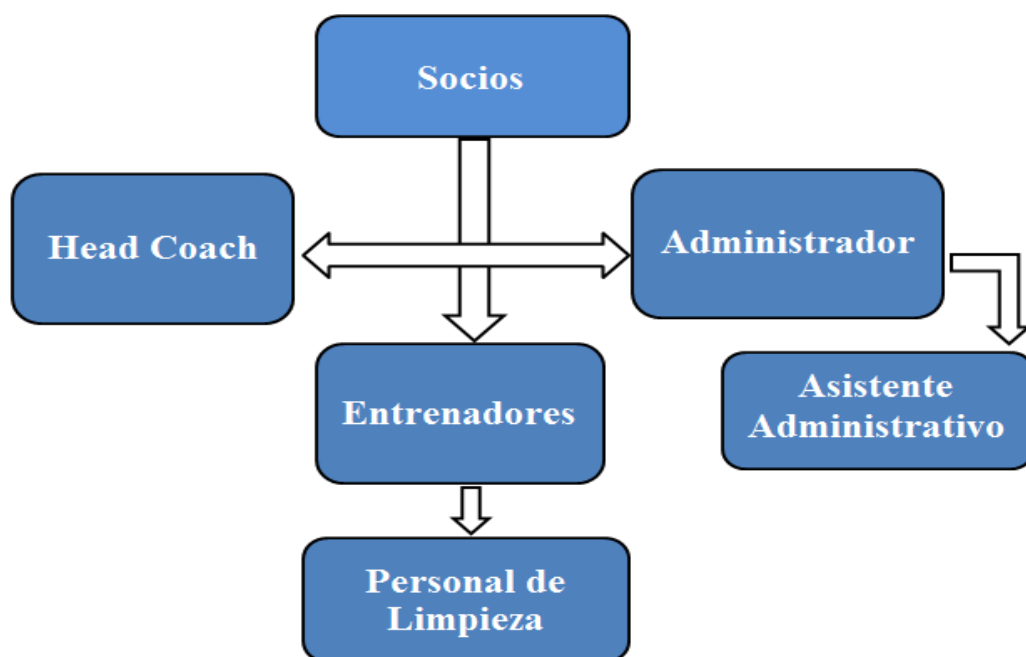 Socios
Head Coach
Administrador
Entrenadores
Asistente
Administrativo
Personal de
Limpieza